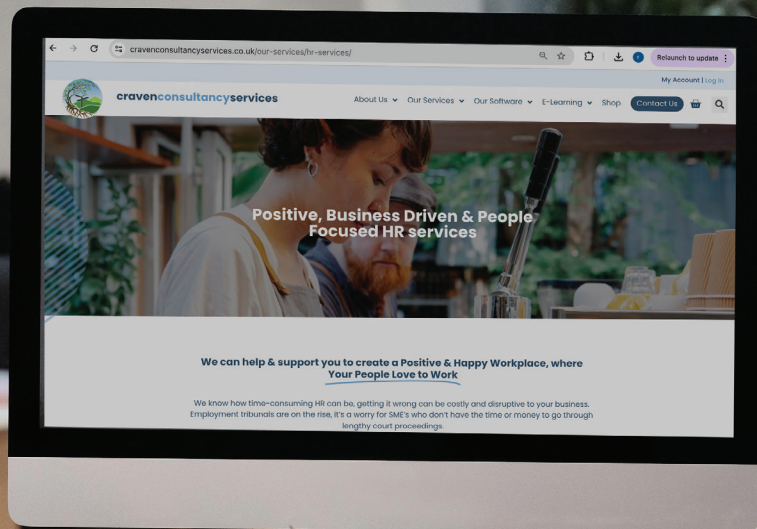 cravenconsultancyservices.co.uk/our-services/hr-services/
Relaunch to update
My Account | Log in
cravenconsultancyservices
About Us Our Services Our Software E-Learning Shop Contact Us
Positive, Business Driven & People
Focused HR services
We can help & support you to create a Positive & Happy Workplace, where
Your People Love to Work
We know how time-consuming HR can be, getting it wrong can be costly and disruptive to your business.
Employment tribunals are on the rise, it's a worry for SME's who don't have the time or money to go through
lengthy court proceedings.